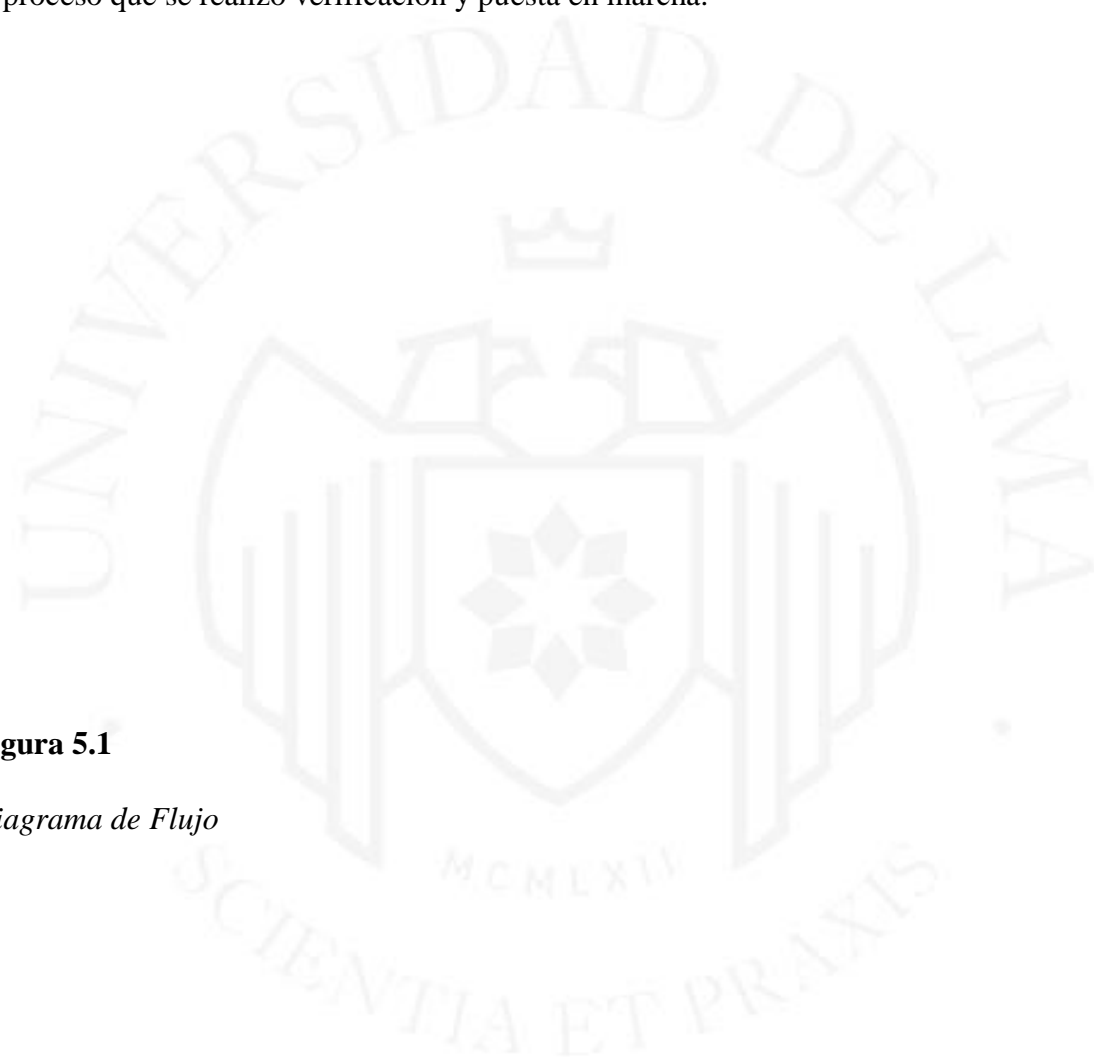 proceso que se realizó verificación y puesta en marcha.
UNIVERSIDAD DE LIMA
gura 5.1
iagrama de Flujo
MCMLXII
SCIENTIA ET PRAXIS